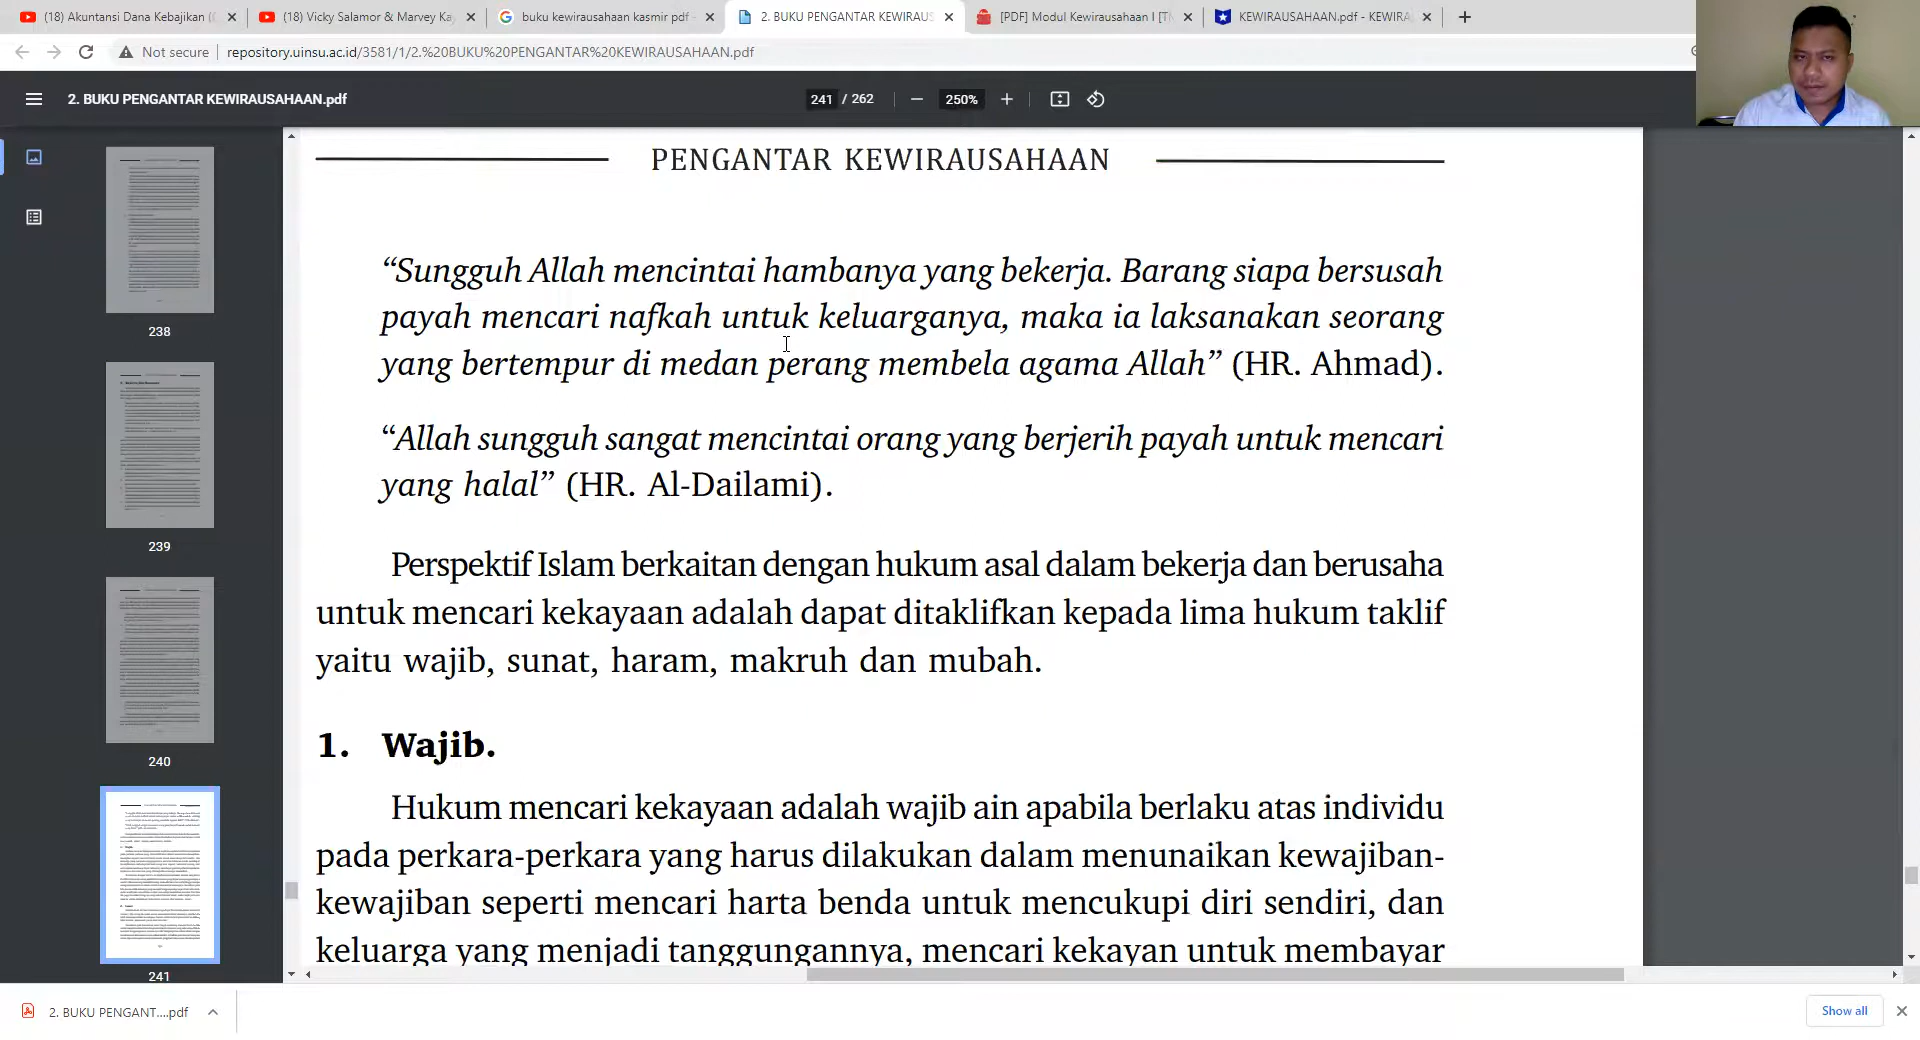 (18) Akuntansi Dana Kebajikan (
(18) Vicky Salamor & Marvey Ka
buku kewirausahaan kasmir pdf -
2. BUKU PENGANTAR KEWIRAUS
[PDF] Modul Kewirausahaan I [TM
KEWIRAUSAHAAN.pdf - KEWIRA
Not secure
repository.uinsu.ac.id/3581/1/2.%20BUKU%20PENGANTAR%20KEWIRAUSAHAAN.pdf
2. BUKU PENGANTAR KEWIRAUSAHAAN.pdf
241 / 262
250%
238
239
240
241
PENGANTAR KEWIRAUSAHAAN
“Sungguh Allah mencintai hambanya yang bekerja. Barang siapa bersusah
payah mencari nafkah untuk keluarganya, maka ia laksanakan seorang
yang bertempur di medan perang membela agama Allah” (HR. Ahmad).
“Allah sungguh sangat mencintai orang yang berjerih payah untuk mencari
yang halal” (HR. Al-Dailami).
Perspektif Islam berkaitan dengan hukum asal dalam bekerja dan berusaha
untuk mencari kekayaan adalah dapat ditaklifkan kepada lima hukum taklif
yaitu wajib, sunat, haram, makruh dan mubah.
1. Wajib.
Hukum mencari kekayaan adalah wajib ain apabila berlaku atas individu
pada perkara-perkara yang harus dilakukan dalam menunaikan kewajiban-
kewajiban seperti mencari harta benda untuk mencukupi diri sendiri, dan
keluarga yang menjadi tanggungannya, mencari kekayan untuk membayar
2. BUKU PENGANT....pdf
Show all